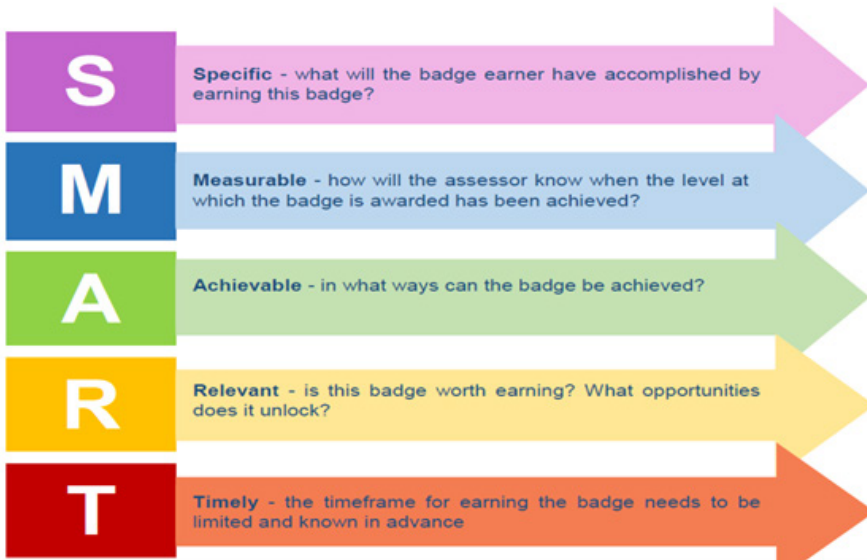 S
Specific - what will the badge earner have accomplished by
earning this badge?
M
Measurable - how will the assessor know when the level at
which the badge is awarded has been achieved?
A
Achievable - in what ways can the badge be achieved?
R
Relevant - is this badge worth earning? What opportunities
does it unlock?
T
Timely - the timeframe for earning the badge needs to be
limited and known in advance